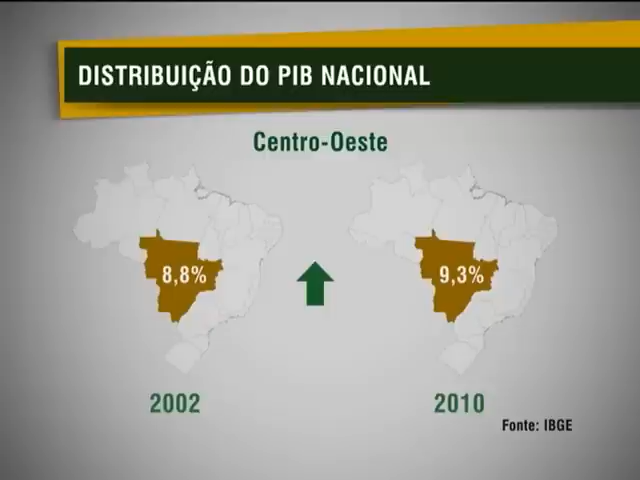 DISTRIBUIÇÃO DO PIB NACIONAL
Centro-Oeste
8,8%
9,3%
2002
2010
Fonte: IBGE